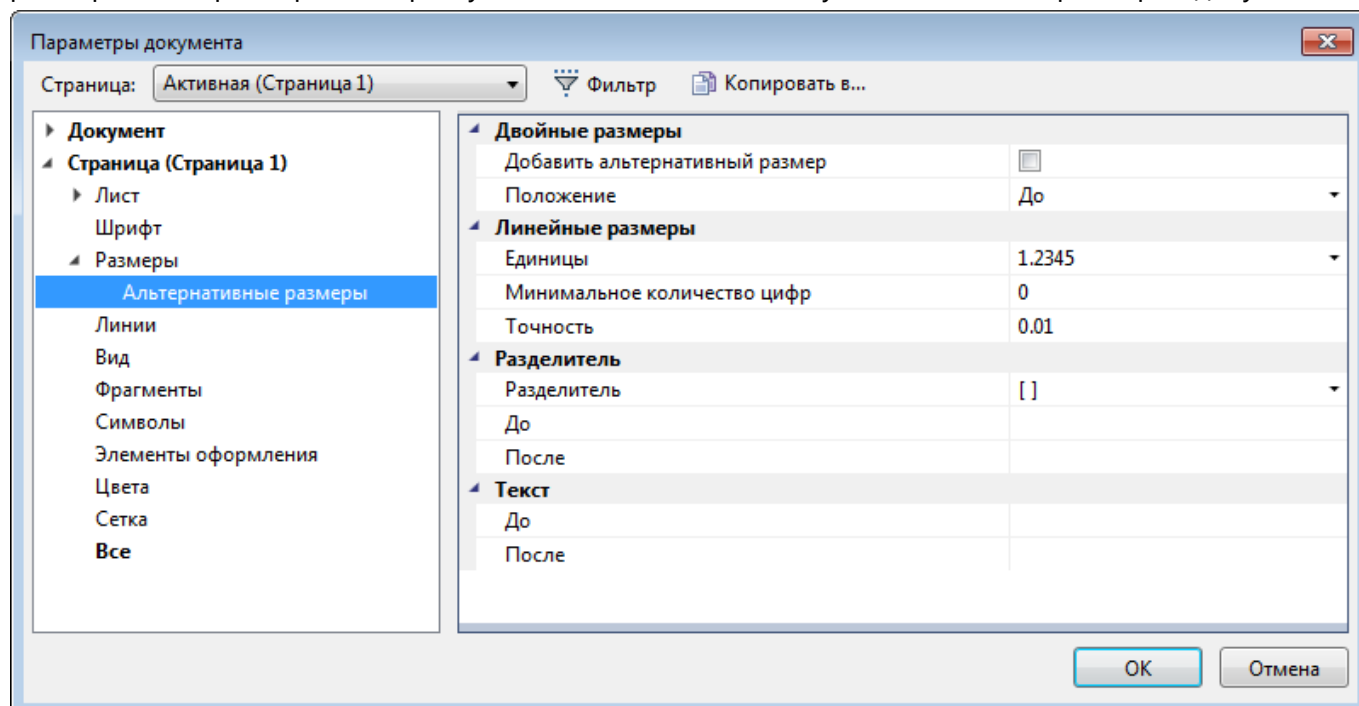 Параметры документа
Страница: Активная (Страница 1) Фильтр Копировать в...
Документ
Страница (Страница 1)
Лист
Шрифт
Размеры
Альтернативные размеры
Линии
Вид
Фрагменты
Символы
Элементы оформления
Цвета
Сетка
Все
Двойные размеры
Добавить альтернативный размер
Положение До
Линейные размеры
Единицы 1.2345
Минимальное количество цифр 0
Точность 0.01
Разделитель
Разделитель [ ]
До
После
Текст
До
После
ОК Отмена